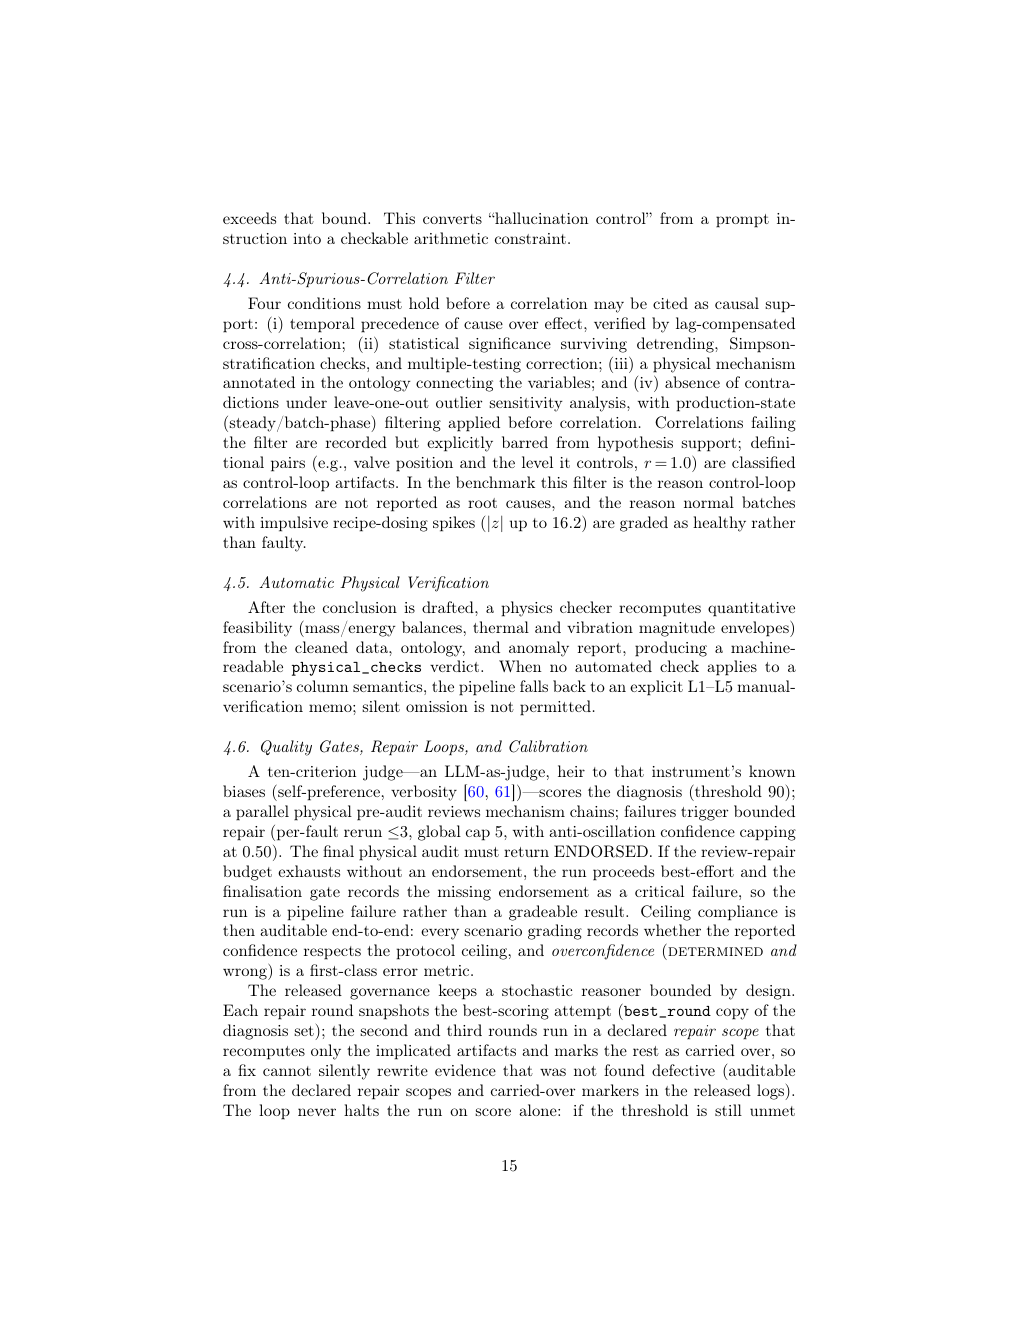 exceeds that bound. This converts “hallucination control” from a prompt in-
struction into a checkable arithmetic constraint.
4.4. Anti-Spurious-Correlation Filter
Four conditions must hold before a correlation may be cited as causal sup-
port: (i) temporal precedence of cause over effect, verified by lag-compensated
cross-correlation; (ii) statistical significance surviving detrending, Simpson-
stratification checks, and multiple-testing correction; (iii) a physical mechanism
annotated in the ontology connecting the variables; and (iv) absence of contra-
dictions under leave-one-out outlier sensitivity analysis, with production-state
(steady/batch-phase) filtering applied before correlation. Correlations failing
the filter are recorded but explicitly barred from hypothesis support; defini-
tional pairs (e.g., valve position and the level it controls, r = 1.0) are classified
as control-loop artifacts. In the benchmark this filter is the reason control-loop
correlations are not reported as root causes, and the reason normal batches
with impulsive recipe-dosing spikes (|z| up to 16.2) are graded as healthy rather
than faulty.
4.5. Automatic Physical Verification
After the conclusion is drafted, a physics checker recomputes quantitative
feasibility (mass/energy balances, thermal and vibration magnitude envelopes)
from the cleaned data, ontology, and anomaly report, producing a machine-
readable physical_checks verdict. When no automated check applies to a
scenario’s column semantics, the pipeline falls back to an explicit L1–L5 manual-
verification memo; silent omission is not permitted.
4.6. Quality Gates, Repair Loops, and Calibration
A ten-criterion judge—an LLM-as-judge, heir to that instrument’s known
biases (self-preference, verbosity [60, 61])—scores the diagnosis (threshold 90);
a parallel physical pre-audit reviews mechanism chains; failures trigger bounded
repair (per-fault rerun ≤3, global cap 5, with anti-oscillation confidence capping
at 0.50). The final physical audit must return ENDORSED. If the review-repair
budget exhausts without an endorsement, the run proceeds best-effort and the
finalisation gate records the missing endorsement as a critical failure, so the
run is a pipeline failure rather than a gradeable result. Ceiling compliance is
then auditable end-to-end: every scenario grading records whether the reported
confidence respects the protocol ceiling, and overconfidence (DETERMINED and
wrong) is a first-class error metric.
The released governance keeps a stochastic reasoner bounded by design.
Each repair round snapshots the best-scoring attempt (best_round copy of the
diagnosis set); the second and third rounds run in a declared repair scope that
recomputes only the implicated artifacts and marks the rest as carried over, so
a fix cannot silently rewrite evidence that was not found defective (auditable
from the declared repair scopes and carried-over markers in the released logs).
The loop never halts the run on score alone: if the threshold is still unmet
15